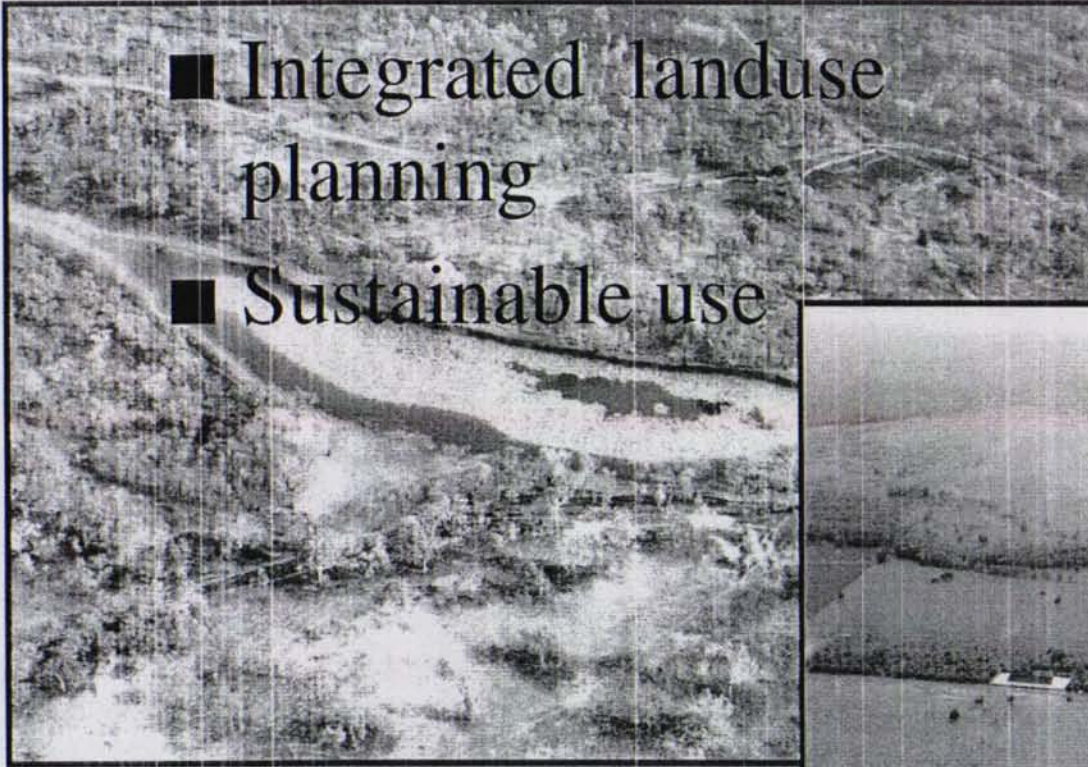 ■ Integrated landuse
planning
■ Sustainable use